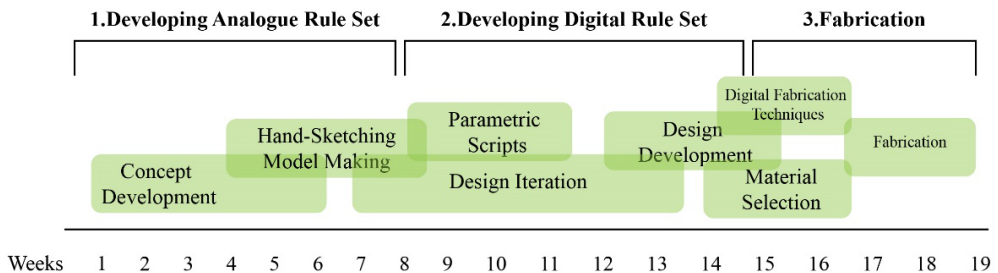 1.Developing Analogue Rule Set 2.Developing Digital Rule Set 3.Fabrication
Digital Fabrication
Techniques
Parametric
Scripts
Design
Development
Hand-Sketching
Model Making
Fabrication
Concept
Development
Design Iteration
Material
Selection
Weeks 1 2 3 4 5 6 7 8 9 10 11 12 13 14 15 16 17 18 19